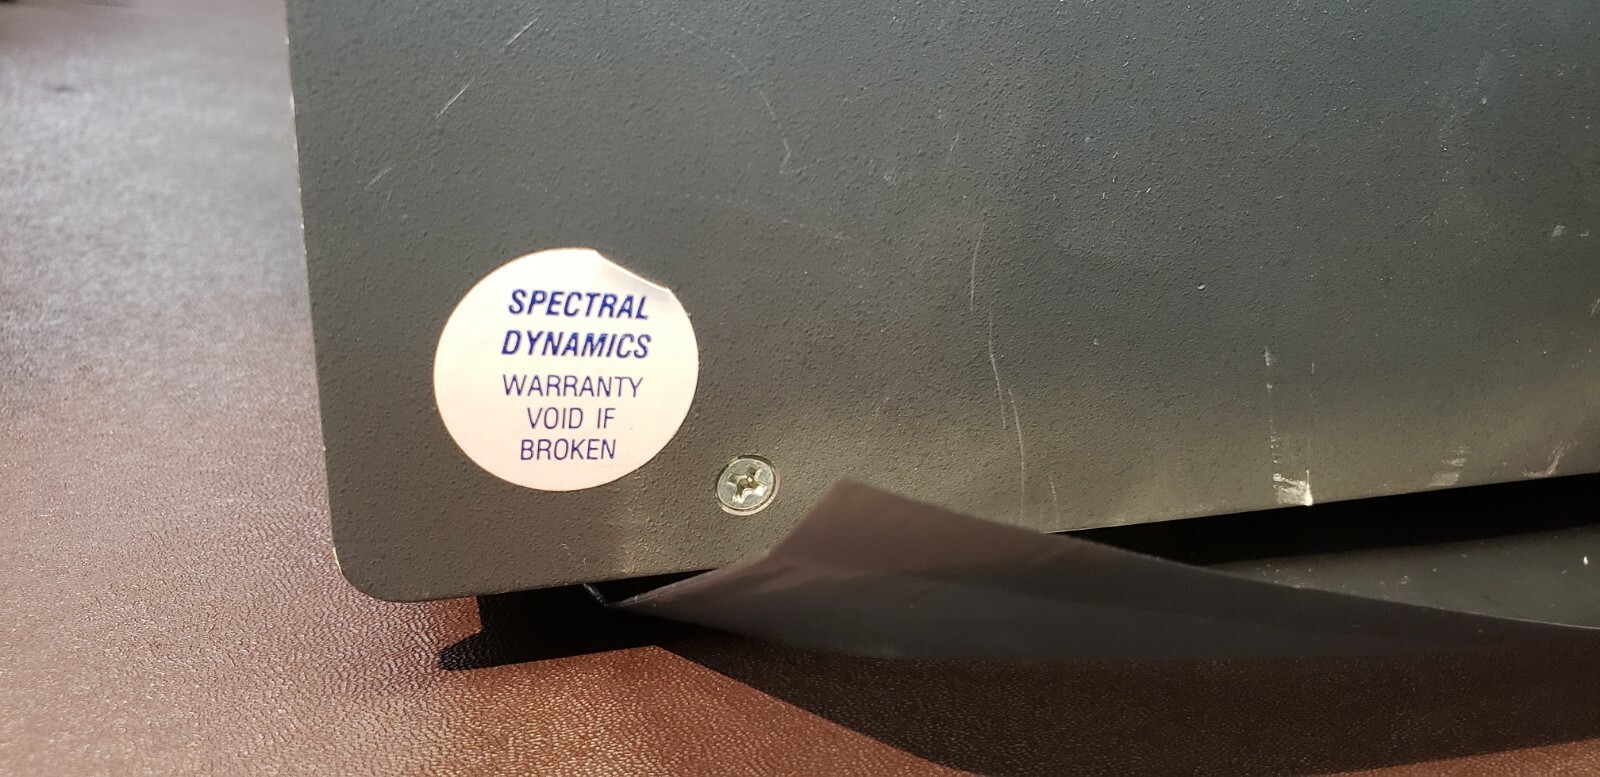 SPECTRAL
DYNAMICS
WARRANTY
VOID IF
BROKEN